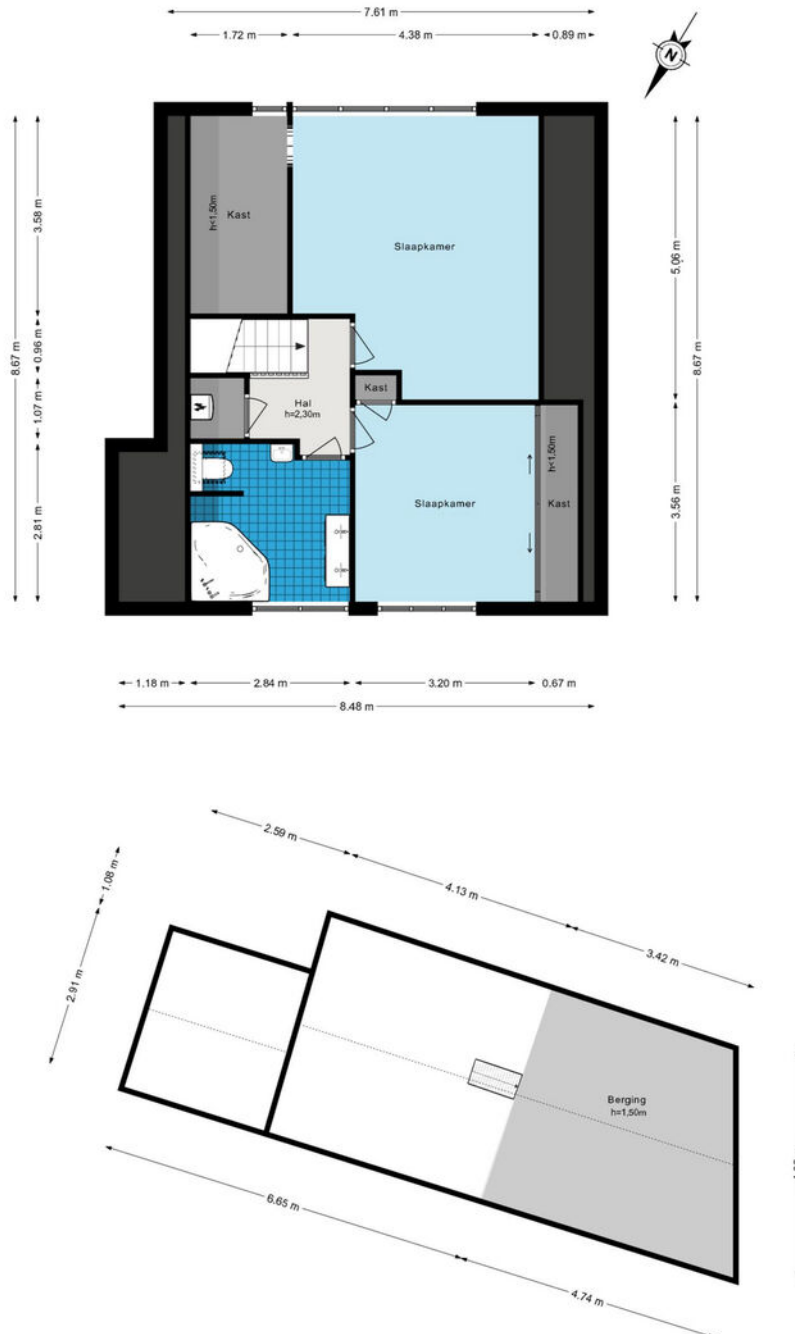 7.61 m
1.72 m
4.38 m
0.89 m
N
3.58 m
0.96 m
1.07 m
2.81 m
8.67 m
5.06 m
3.56 m
8.67 m
h<1,50m
Kast
Slaapkamer
Kast
Hal
h=2,30m
Slaapkamer
h<1,50m
Kast
1.18 m
2.84 m
3.20 m
0.67 m
8.48 m
2.59 m
4.13 m
3.42 m
1.08 m
2.91 m
Berging
h=1,50m
6.65 m
4.74 m